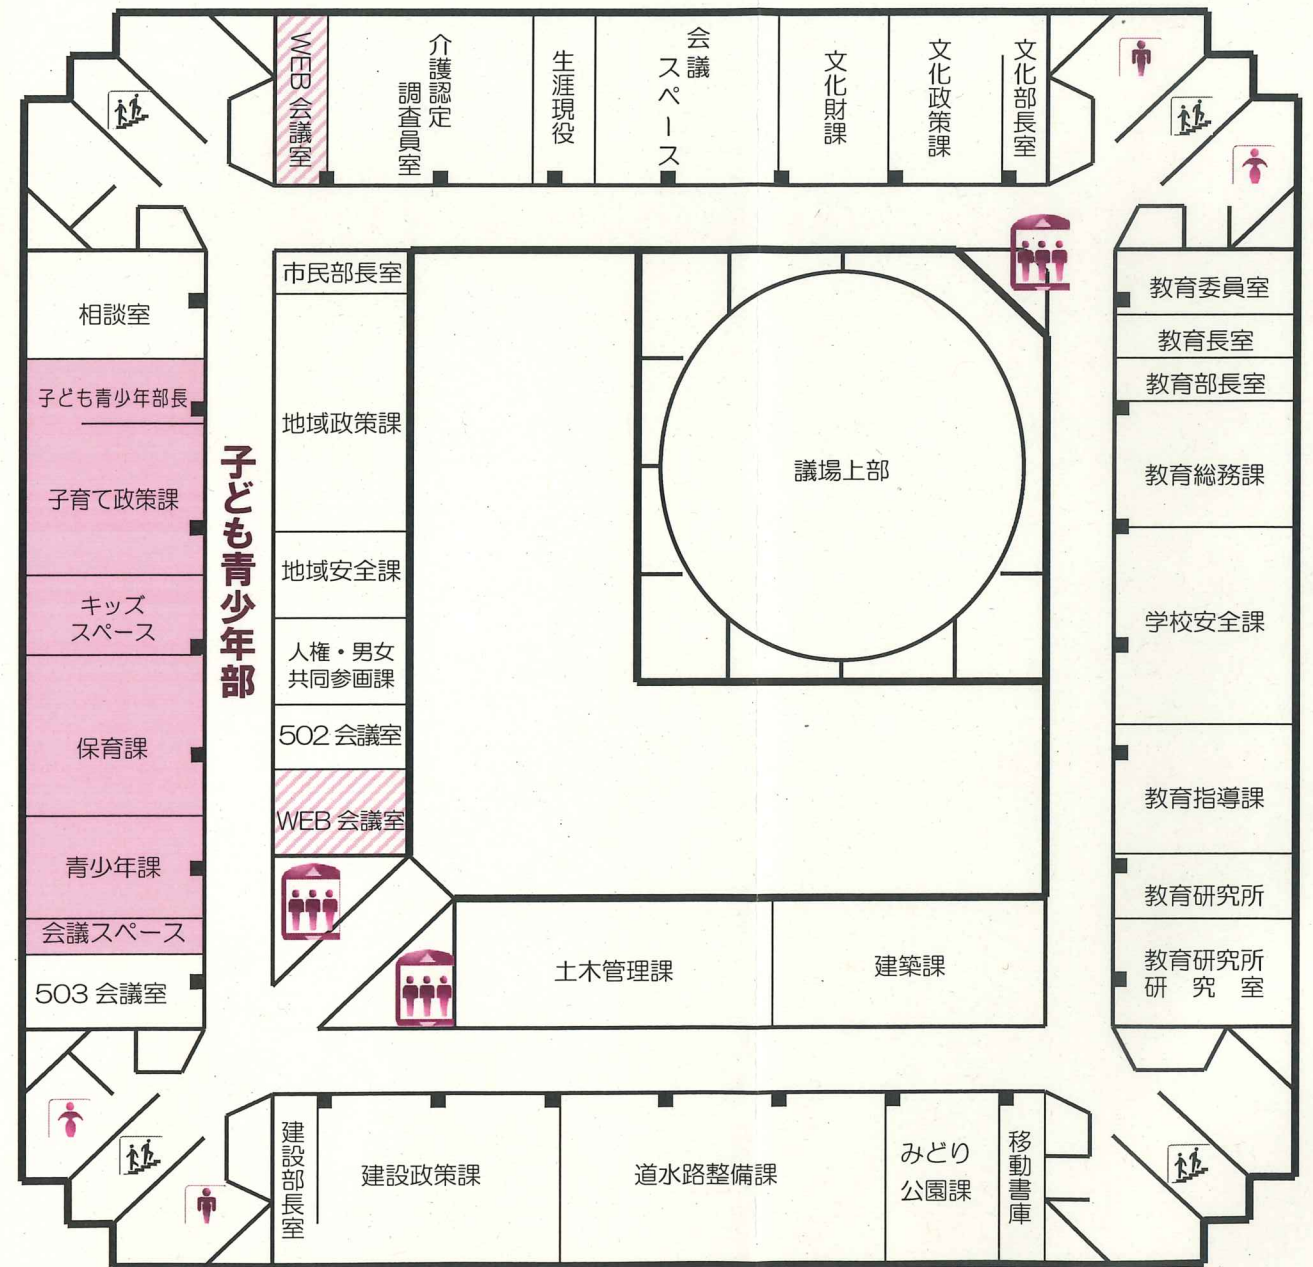 WEB会議室
介護認定
調査員室
生涯現役
会議
スペース
文化財課
文化政策課
文化部長室
相談室
子ども青少年部長
子育て政策課
キッズ
スペース
保育課
青少年課
会議スペース
503会議室
子ども青少年部
市民部長室
地域政策課
地域安全課
人権・男女
共同参画課
502会議室
WEB会議室
議場上部
土木管理課
建築課
教育委員室
教育長室
教育部長室
教育総務課
学校安全課
教育指導課
教育研究所
教育研究所
研究室
建設部長室
建設政策課
道水路整備課
みどり
公園課
移動書庫